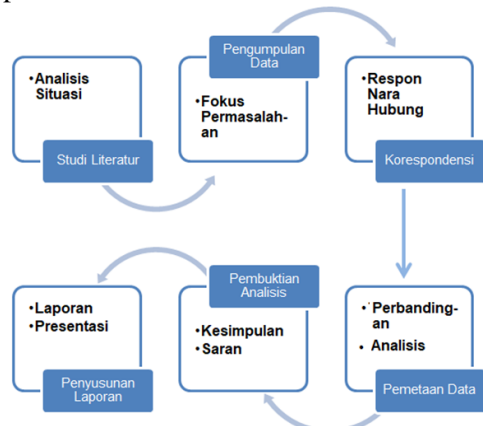 Pengumpulan
Data
•Analisis
Situasi
•Fokus
Permasalah-
an
•Respon
Nara
Hubung
Studi Literatur
Korespondensi
Pembuktian
Analisis
•Laporan
•Presentasi
•Kesimpulan
•Saran
•Perbanding-
an
• Analisis
Penyusunan
Laporan
Pemetaan Data